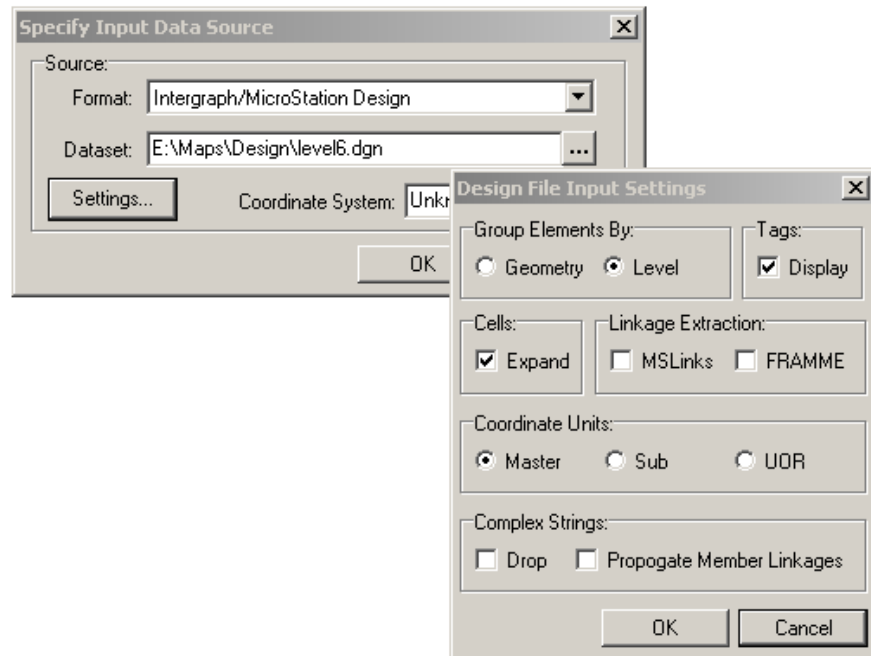 Specify Input Data Source
Source:
Format: Intergraph/MicroStation Design
Dataset: E:\Maps\Design\level6.dgn ...
Settings... Coordinate System:
OK
Design File Input Settings
Group Elements By: Tags:
Geometry Level Display
Cells: Linkage Extraction:
Expand MSLinks FRAMME
Coordinate Units:
Master Sub UOR
Complex Strings:
Drop Propogate Member Linkages
OK Cancel